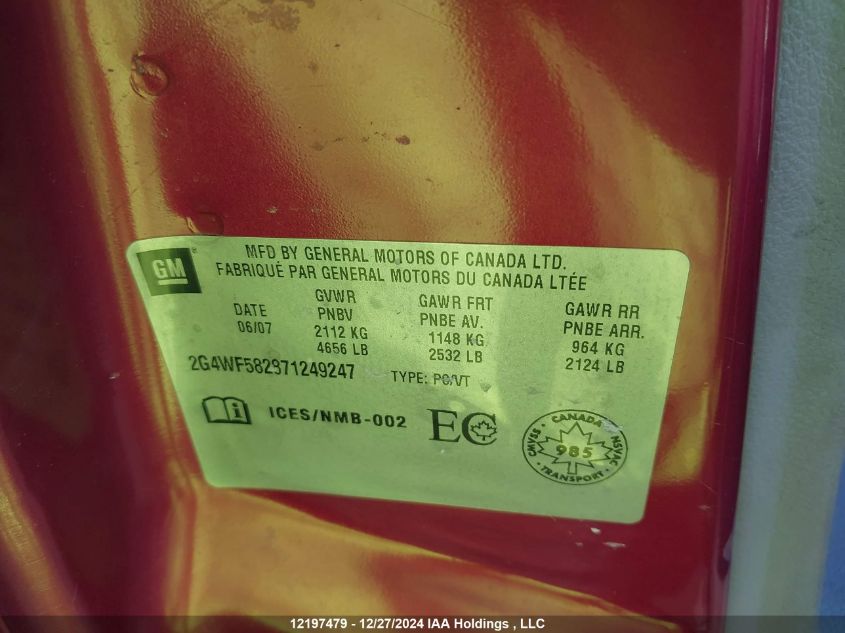 GM ®
MFD BY GENERAL MOTORS OF CANADA LTD.
FABRIQUÉ PAR GENERAL MOTORS DU CANADA LTÉE
DATE
06/07
GVWR
PNBV
2112 KG
4656 LB
GAWR FRT
PNBE AV.
1148 KG
2532 LB
GAWR RR
PNBE ARR.
964 KG
2124 LB
2G4WF582971249247
TYPE: PC/VT
i
ICES/NMB-002
EC
CANADA
CMVSS
985
NSVAC
TRANSPORT
12197479 - 12/27/2024 IAA Holdings , LLC